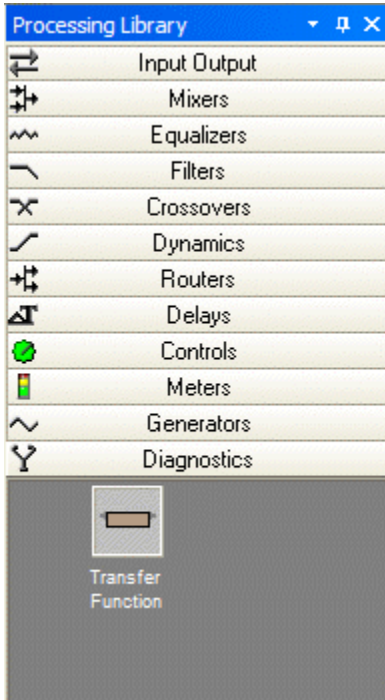 Processing Library
Input Output
Mixers
Equalizers
Filters
Crossovers
Dynamics
Routers
Delays
Controls
Meters
Generators
Diagnostics
Transfer
Function